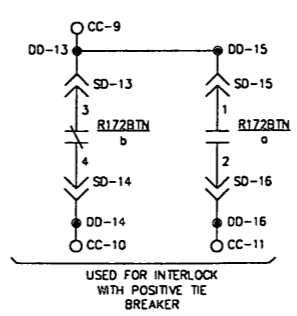 CC-9
DD-13 DD-15
SD-13 SD-15
3 1
R172BTN R172BTN
b a
4 2
SD-14 SD-16
DD-14 DD-16
CC-10 CC-11
USED FOR INTERLOCK
WITH POSITIVE TIE
BREAKER